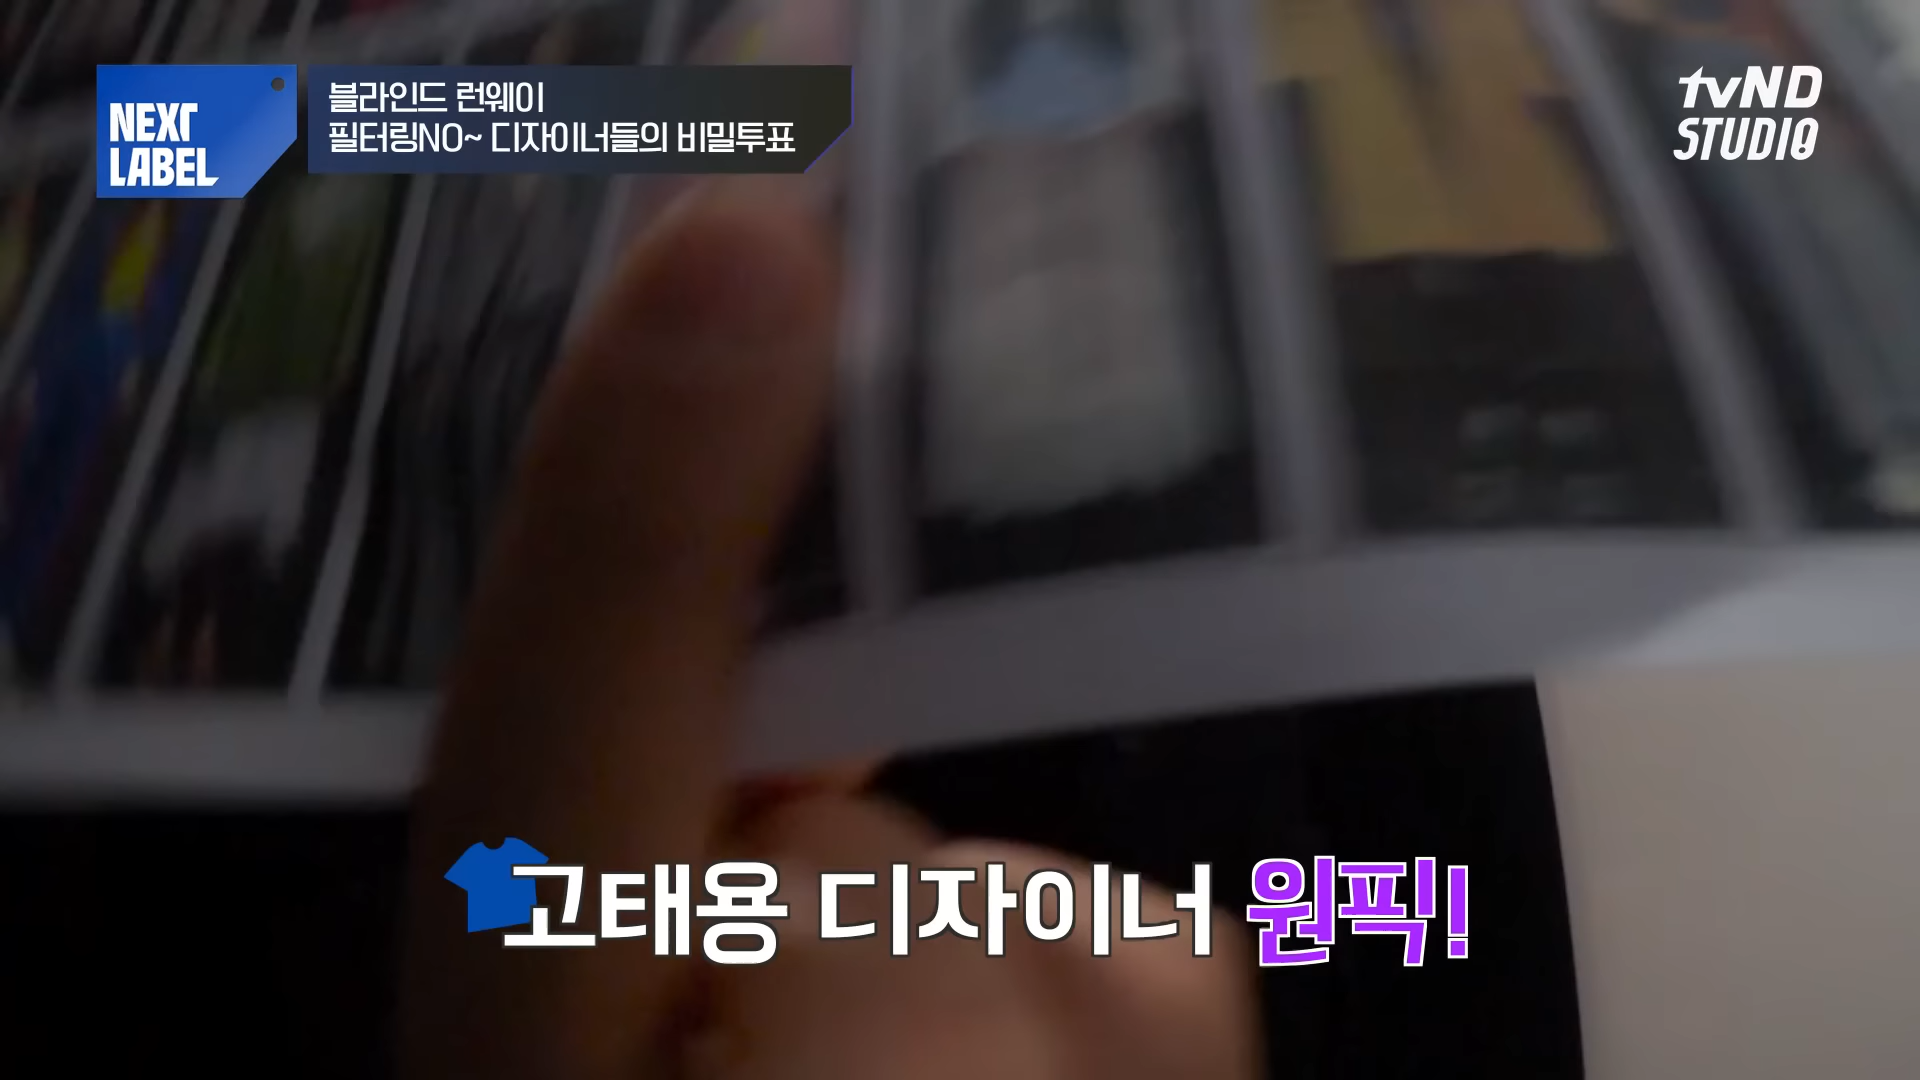 NEXT
LABEL
블라인드 런웨이
필터링NO~ 디자이너들의 비밀투표
tvND
STUDIO
고태용 디자이너 원픽!